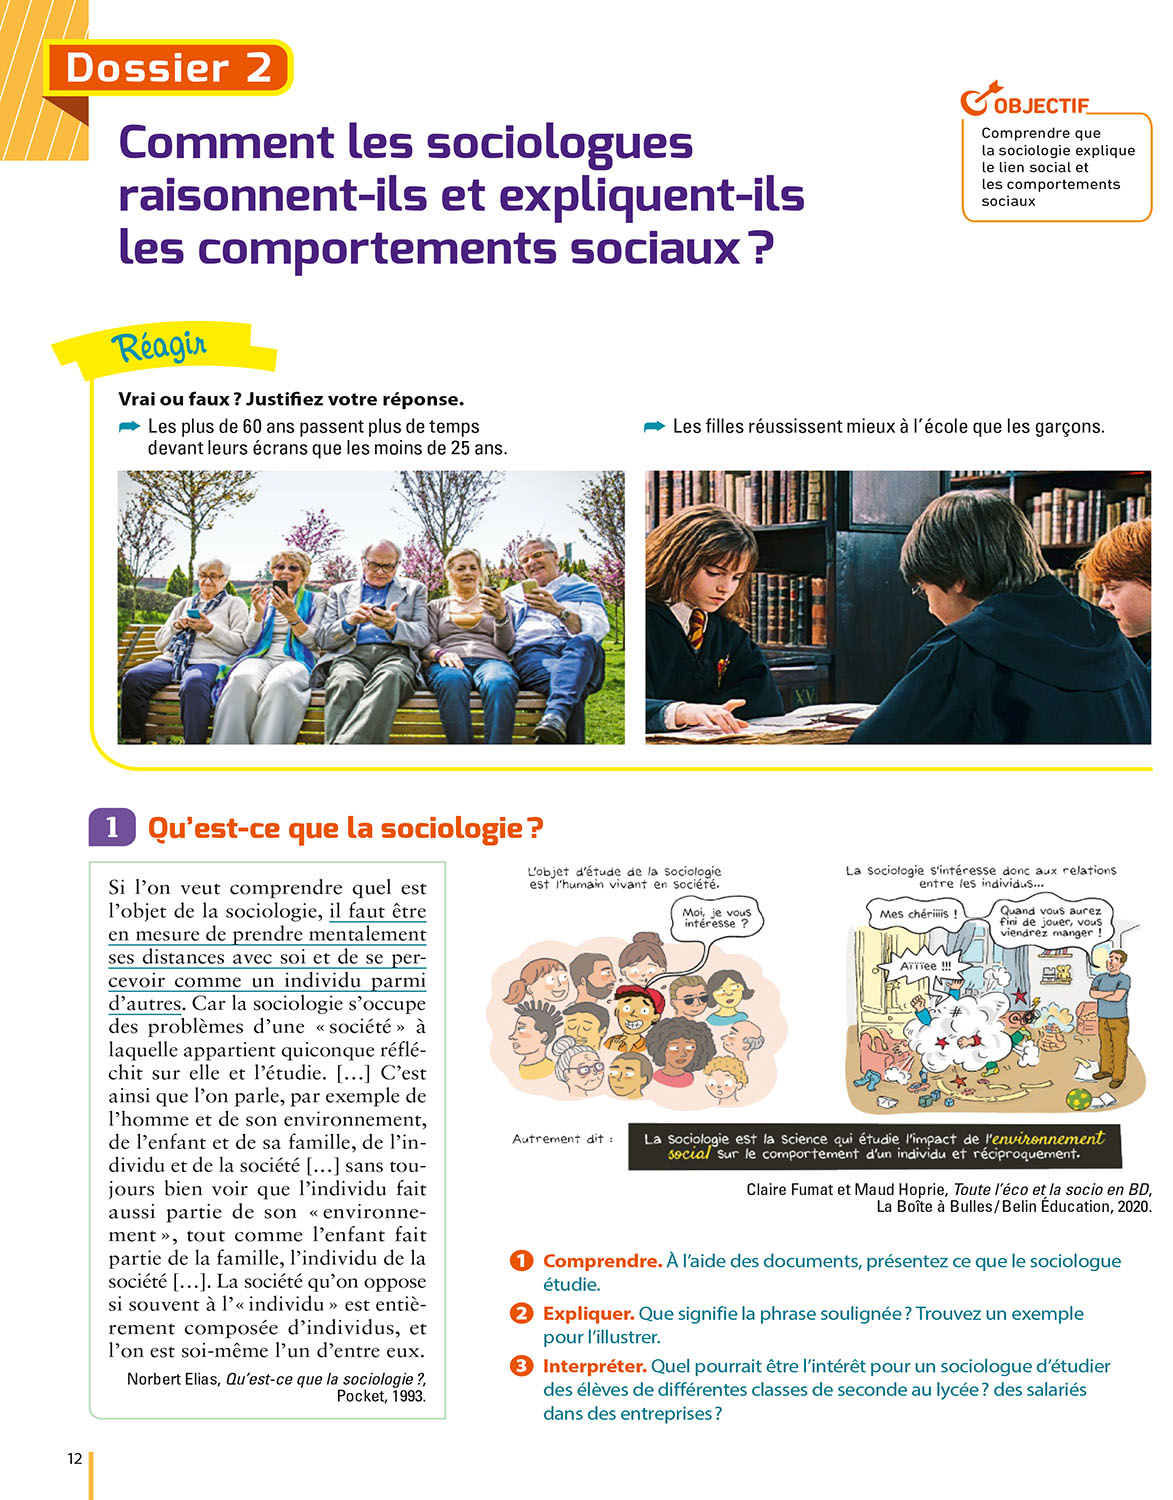 Dossier 2
Comment les sociologues
raisonnent-ils et expliquent-ils
les comportements sociaux ?
OBJECTIF
Comprendre que
la sociologie explique
le lien social et
les comportements
sociaux
Réagir
Vrai ou faux ? Justifiez votre réponse.
➡ Les plus de 60 ans passent plus de temps
devant leurs écrans que les moins de 25 ans.
➡ Les filles réussissent mieux à l'école que les garçons.
XV
1 Qu'est-ce que la sociologie ?
Si l'on veut comprendre quel est
l'objet de la sociologie, il faut être
en mesure de prendre mentalement
ses distances avec soi et de se per-
cevoir comme un individu parmi
d'autres. Car la sociologie s'occupe
des problèmes d'une « société » à
laquelle appartient quiconque réflé-
chit sur elle et l'étudie. […] C'est
ainsi que l'on parle, par exemple de
l'homme et de son environnement,
de l'enfant et de sa famille, de l'in-
dividu et de la société […] sans tou-
jours bien voir que l'individu fait
aussi partie de son « environne-
ment », tout comme l'enfant fait
partie de la famille, l'individu de la
société […]. La société qu'on oppose
si souvent à l'« individu » est entiè-
rement composée d'individus, et
l'on est soi-même l'un d'entre eux.
Norbert Elias, Qu'est-ce que la sociologie ?,
Pocket, 1993.
L'objet d'étude de la sociologie
est l'humain vivant en société.
Moi, je vous
intéresse ?
La sociologie s'intéresse donc aux relations
entre les individus...
Mes chériiiis !
Quand vous aurez
fini de jouer, vous
viendrez manger !
Aïïïee !!!
Autrement dit :
La sociologie est la science qui étudie l'impact de l'environnement
social sur le comportement d'un individu et réciproquement.
Claire Fumat et Maud Hoprie, Toute l'éco et la socio en BD,
La Boîte à Bulles / Belin Éducation, 2020.
1 Comprendre. À l'aide des documents, présentez ce que le sociologue
étudie.
2 Expliquer. Que signifie la phrase soulignée ? Trouvez un exemple
pour l'illustrer.
3 Interpréter. Quel pourrait être l'intérêt pour un sociologue d'étudier
des élèves de différentes classes de seconde au lycée ? des salariés
dans des entreprises ?
12